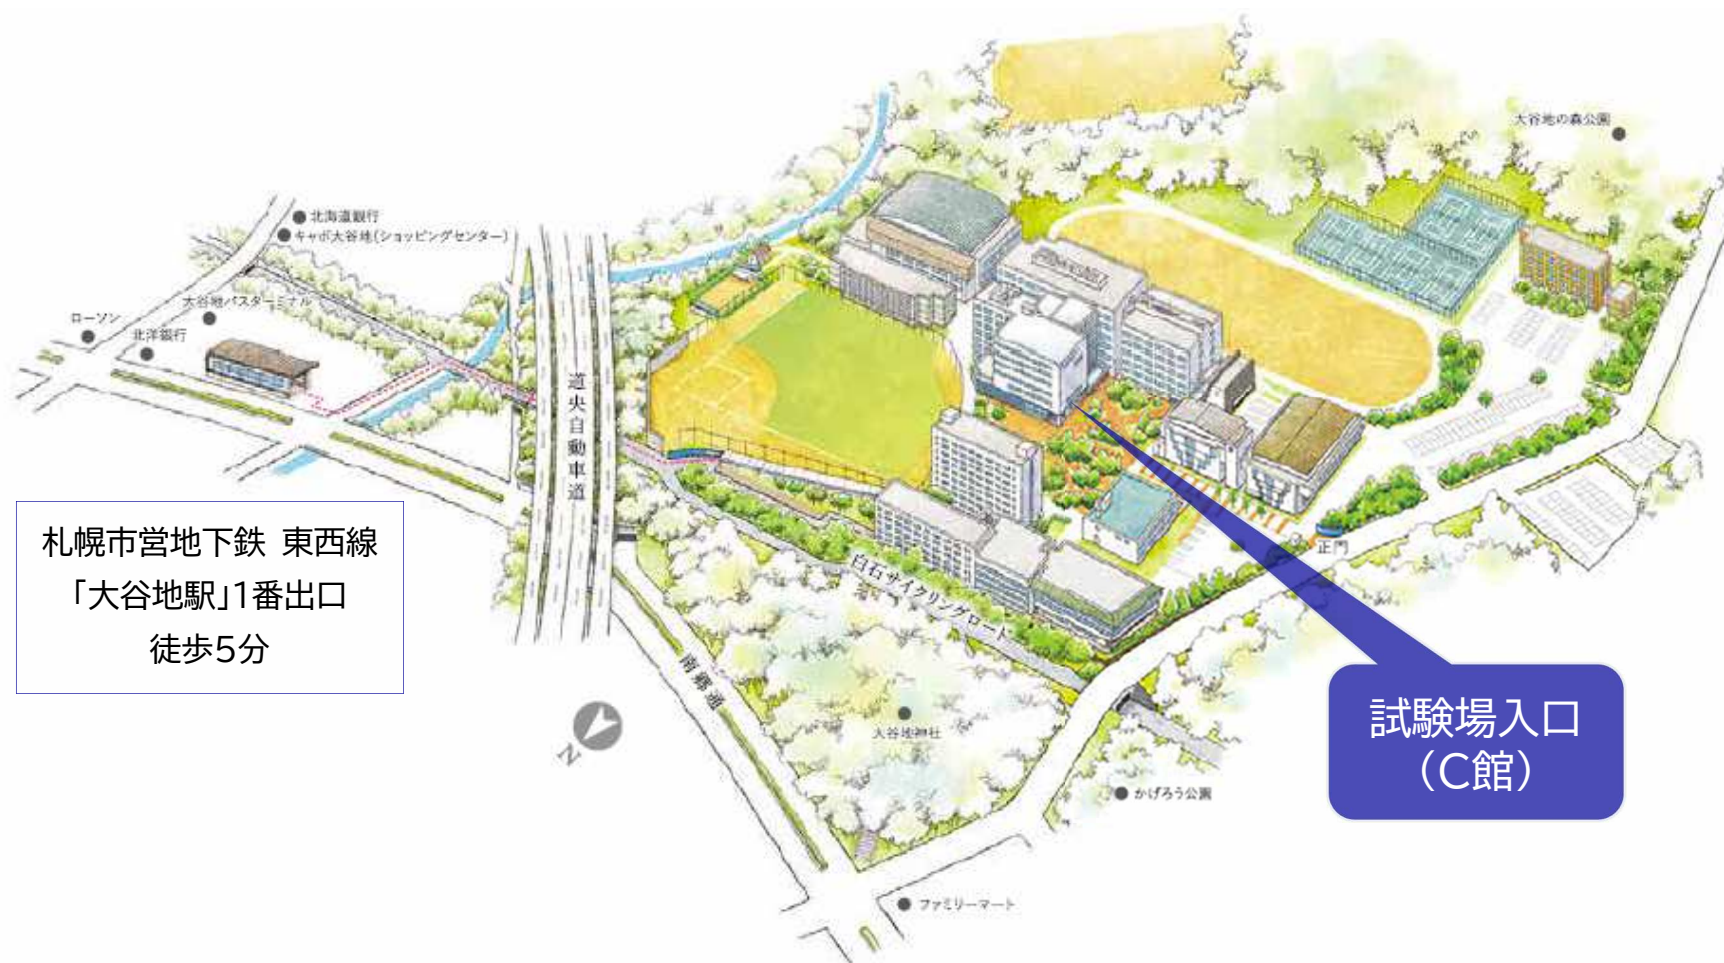 大谷地の森公園
北海道銀行
キャポ大谷地(ショッピングセンター)
大谷地バスターミナル
ローソン
北洋銀行
道央自動車道
札幌市営地下鉄 東西線
「大谷地駅」1番出口
徒歩5分
正門
白石サイクリングロード
南郷通
N
大谷地神社
試験場入口
(C館)
かげろう公園
ファミリーマート